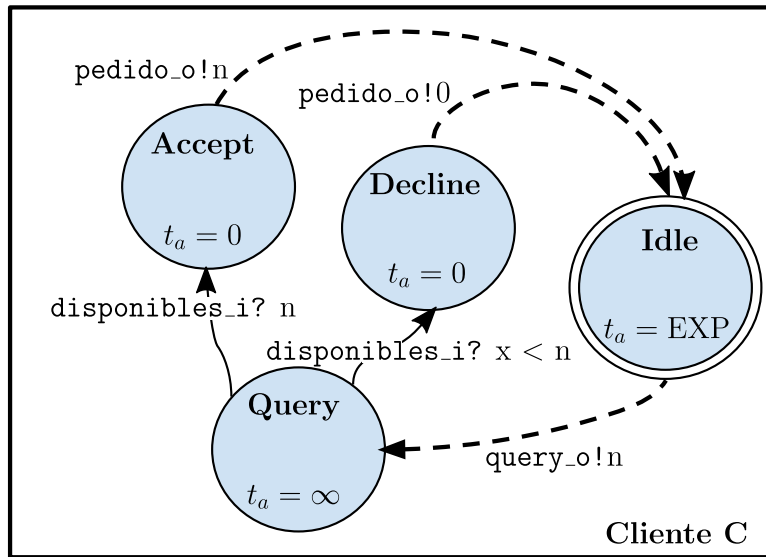 pedido_o!n
pedido_o!0
Accept
t_a = 0
Decline
t_a = 0
Idle
t_a = EXP
disponibles_i? n
disponibles_i? x < n
Query
t_a = ∞
query_o!n
Cliente C